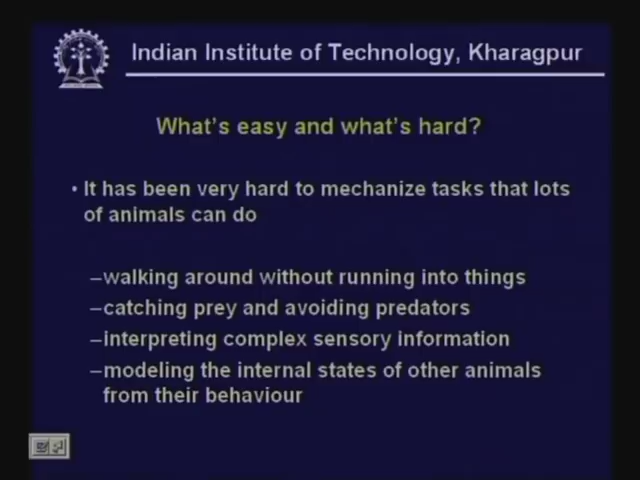 Indian Institute of Technology, Kharagpur
What's easy and what's hard?
• It has been very hard to mechanize tasks that lots
of animals can do
–walking around without running into things
–catching prey and avoiding predators
–interpreting complex sensory information
–modeling the internal states of other animals
from their behaviour